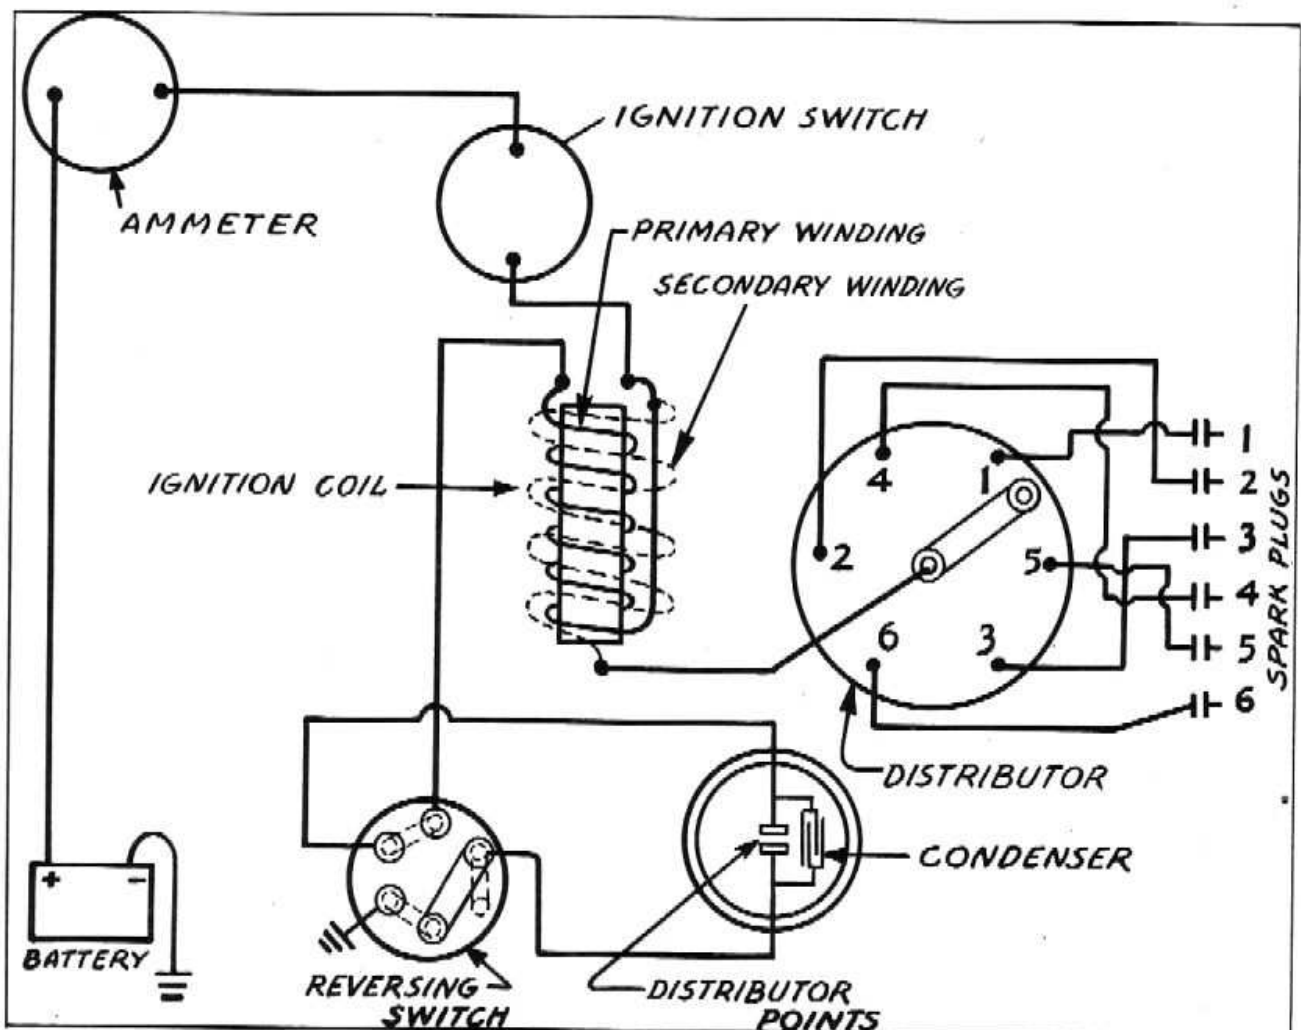 IGNITION SWITCH
AMMETER
PRIMARY WINDING
SECONDARY WINDING
IGNITION COIL
4
1
2
5
6
3
1
2
3
4
5
6
SPARK PLUGS
DISTRIBUTOR
CONDENSER
+ -
BATTERY
REVERSING
SWITCH
DISTRIBUTOR
POINTS